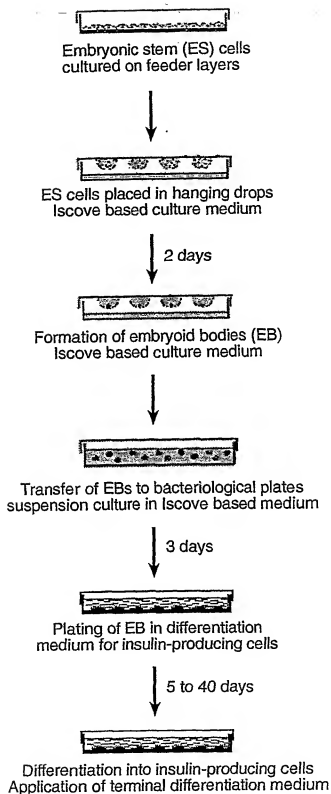 Embryonic stem (ES) cells
cultured on feeder layers
ES cells placed in hanging drops
Iscove based culture medium
2 days
Formation of embryoid bodies (EB)
Iscove based culture medium
Transfer of EBs to bacteriological plates
suspension culture in Iscove based medium
3 days
Plating of EB in differentiation
medium for insulin-producing cells
5 to 40 days
Differentiation into insulin-producing cells
Application of terminal differentiation medium